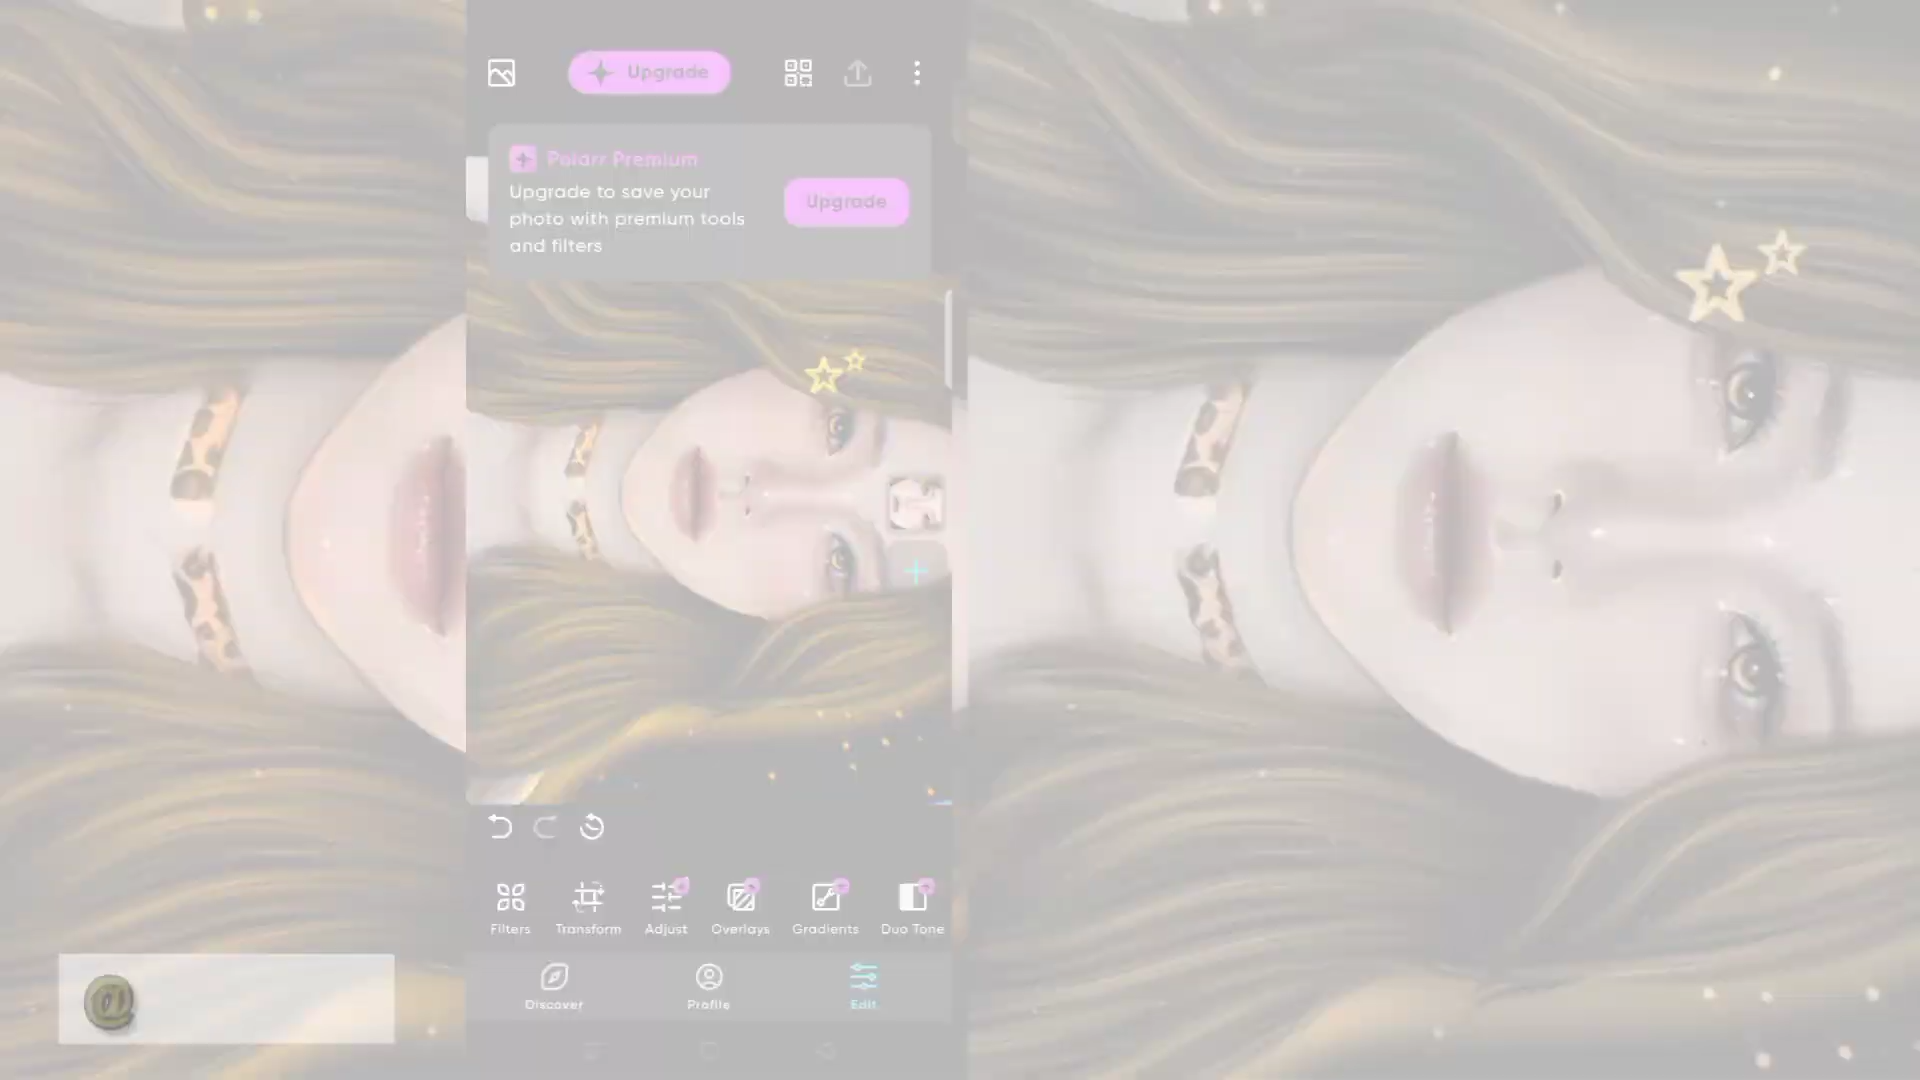 Upgrade
Polarr Premium
Upgrade to save your
photo with premium tools
and filters
Upgrade
Filters
Transform
Adjust
Overlays
Gradients
Duo Tone
Discover
Profile
Edit
@